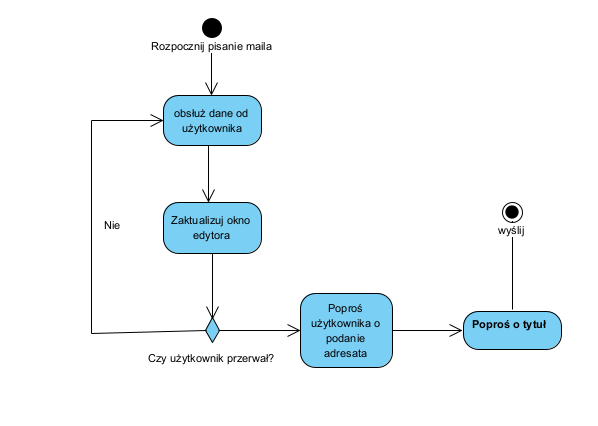 Rozpocznij pisanie maila
obsłuż dane od
użytkownika
Zaktualizuj okno
edytora
Nie
wyślij
Poproś
użytkownika o
podanie
adresata
Poproś o tytuł
Czy użytkownik przerwał?